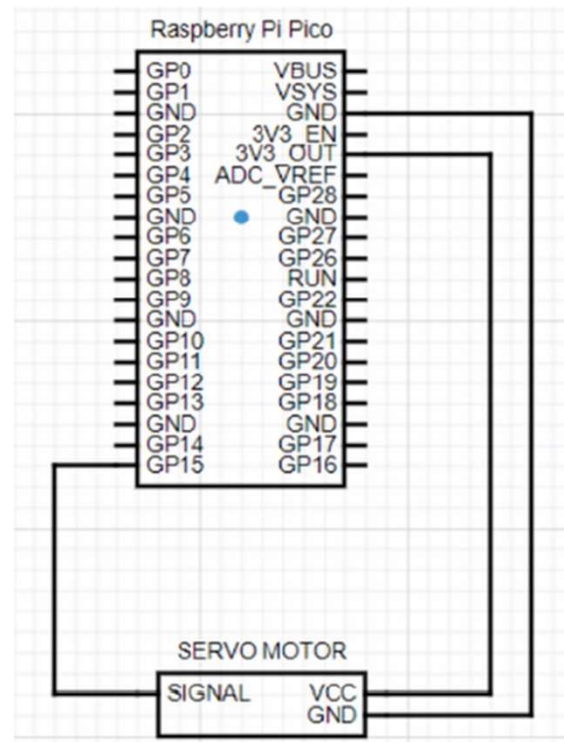 Raspberry Pi Pico
GP0 VBUS
GP1 VSYS
GND GND
GP2 3V3_EN
GP3 3V3_OUT
GP4 ADC_VREF
GP5 GP28
GND GND
GP6 GP27
GP7 GP26
GP8 RUN
GP9 GP22
GND GND
GP10 GP21
GP11 GP20
GP12 GP19
GP13 GP18
GND GND
GP14 GP17
GP15 GP16
SERVO MOTOR
SIGNAL VCC
GND